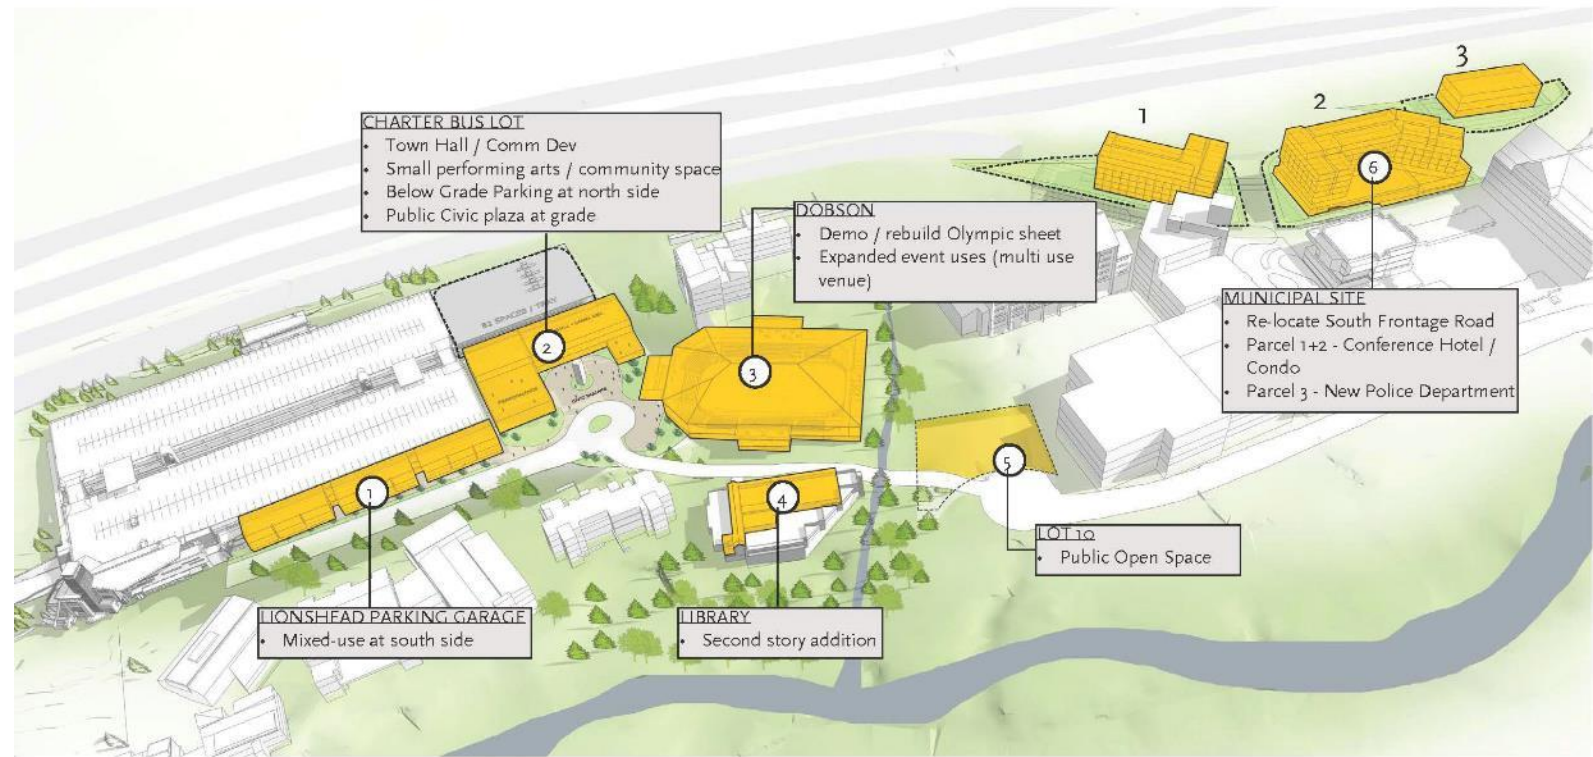 3
2
1
CHARTER BUS LOT
• Town Hall / Comm Dev
• Small performing arts / community space
• Below Grade Parking at north side
• Public Civic plaza at grade
6
DOBSON
• Demo / rebuild Olympic sheet
• Expanded event uses (multi use
venue)
MUNICIPAL SITE
• Re-locate South Frontage Road
• Parcel 1+2 - Conference Hotel /
Condo
• Parcel 3 - New Police Department
2
3
5
1
4
LOT 10
• Public Open Space
LIONSHEAD PARKING GARAGE
• Mixed-use at south side
LIBRARY
• Second story addition